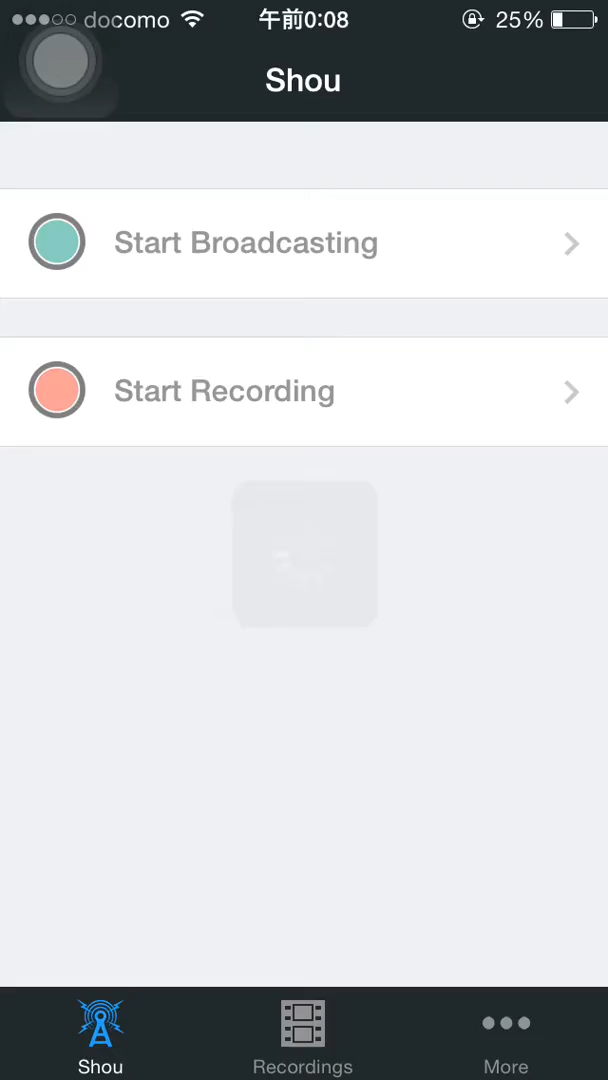 docomo 午前0:08 25%
Shou
Start Broadcasting
Start Recording
Shou Recordings More